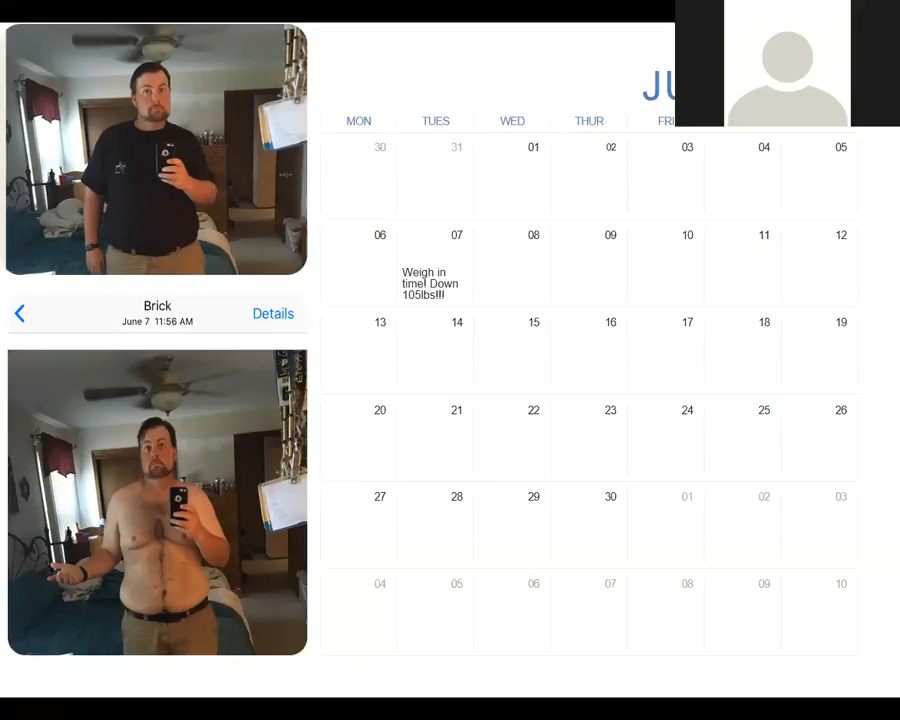 JU
MON TUES WED THUR FRI
30 31 01 02 03 04 05
06 07 08 09 10 11 12
Weigh in
time! Down
105lbs!!!
13 14 15 16 17 18 19
20 21 22 23 24 25 26
27 28 29 30 01 02 03
04 05 06 07 08 09 10
Brick
June 7 11:56 AM
Details